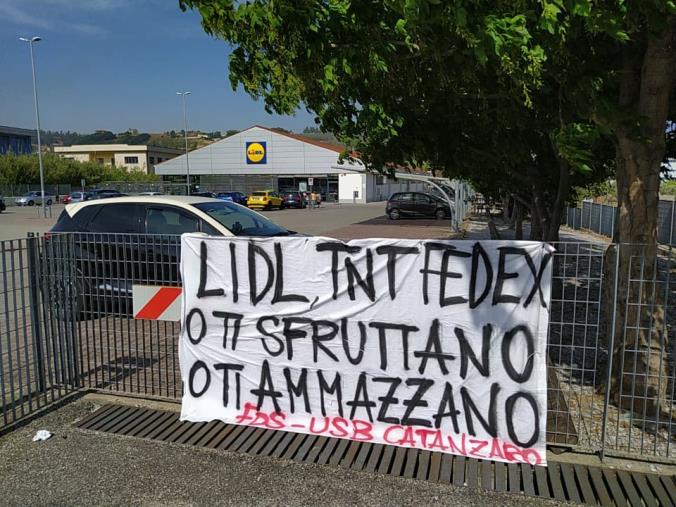 LIDL
LIDL, TNT FEDEX
O TI SFRUTTANO
O TI AMMAZZANO
FDS - USB CATANZARO